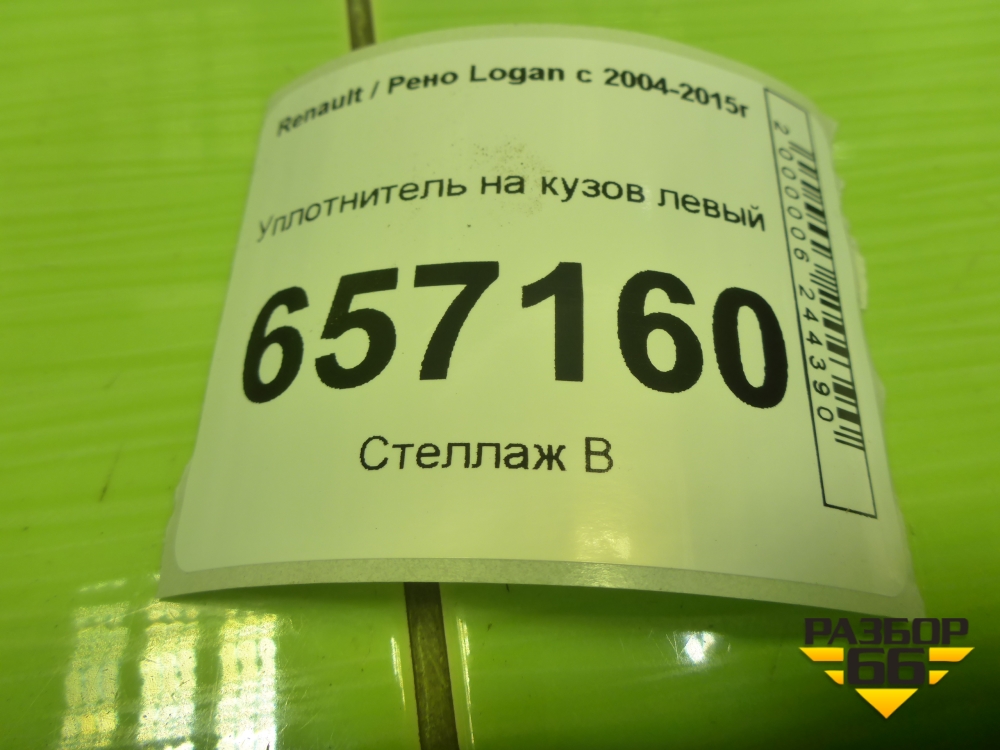 Renault / Рено Logan с 2004-2015г
Уплотнитель на кузов левый
657160
Стеллаж В
2000006244390
РАЗБОР
66